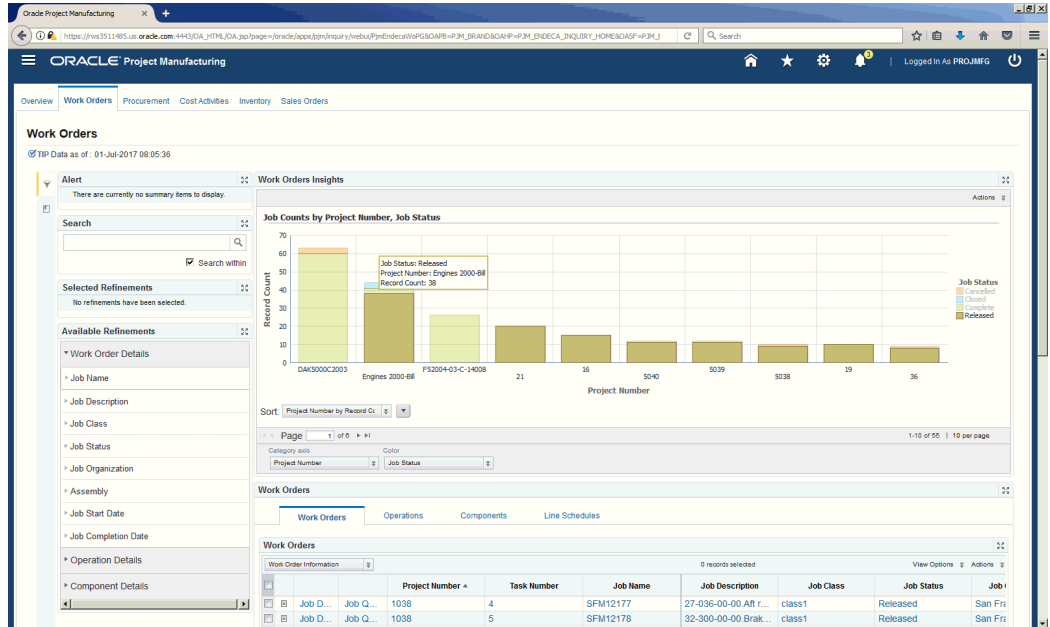 Oracle Project Manufacturing
https://rws3511485.us.oracle.com:4443/OA_HTML/OA.jsp?page=/oracle/apps/pjm/inquiry/webui/PjmEndecaWoPG&OAPB=PJM_BRAND&OAHP=PJM_ENDECA_INQUIRY_HOME&OASF=PJM_I
Search
ORACLE Project Manufacturing
3
Logged In As PROJMFG
Overview Work Orders Procurement Cost Activities Inventory Sales Orders
Work Orders
TIP Data as of : 01-Jul-2017 08:05:36
Alert
There are currently no summary items to display.
Search
Search within
Selected Refinements
No refinements have been selected.
Available Refinements
Work Order Details
Job Name
Job Description
Job Class
Job Status
Job Organization
Assembly
Job Start Date
Job Completion Date
Operation Details
Component Details
Work Orders Insights
Actions
Job Counts by Project Number, Job Status
Record Count
70
60
50
40
30
20
10
0
Job Status: Released
Project Number: Engines 2000-Bill
Record Count: 38
Job Status
Cancelled
Closed
Complete
Released
DAK5000C2003 Engines 2000-Bill FS2004-03-C-14008 21 16 5040 5039 5038 19 36
Project Number
Sort: Project Number by Record Cc
Page 1 of 6
1-10 of 55 | 10 per page
Category axis Color
Project Number Job Status
Work Orders
Work Orders Operations Components Line Schedules
Work Orders
Work Order Information 0 records selected View Options Actions
Project Number Task Number Job Name Job Description Job Class Job Status Job
Job D... Job Q... 1038 4 SFM12177 27-036-00-00.Aft r... class1 Released San Fra
Job D... Job Q... 1038 5 SFM12178 32-300-00-00.Brak... class1 Released San Fra